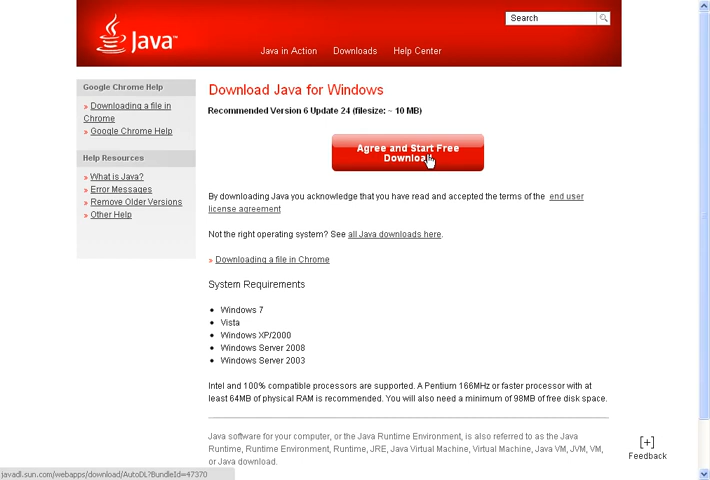 Java™
Search
Java in Action Downloads Help Center
Google Chrome Help
» Downloading a file in
Chrome
» Google Chrome Help
Help Resources
» What is Java?
» Error Messages
» Remove Older Versions
» Other Help
Download Java for Windows
Recommended Version 6 Update 24 (filesize: ~ 10 MB)
Agree and Start Free
Download
By downloading Java you acknowledge that you have read and accepted the terms of the end user
license agreement
Not the right operating system? See all Java downloads here.
» Downloading a file in Chrome
System Requirements
• Windows 7
• Vista
• Windows XP/2000
• Windows Server 2008
• Windows Server 2003
Intel and 100% compatible processors are supported. A Pentium 166MHz or faster processor with at
least 64MB of physical RAM is recommended. You will also need a minimum of 98MB of free disk space.
Java software for your computer, or the Java Runtime Environment, is also referred to as the Java
Runtime, Runtime Environment, Runtime, JRE, Java Virtual Machine, Virtual Machine, Java VM, JVM, VM,
or Java download.
[+]
Feedback
javadl.sun.com/webapps/download/AutoDL?BundleId=47370